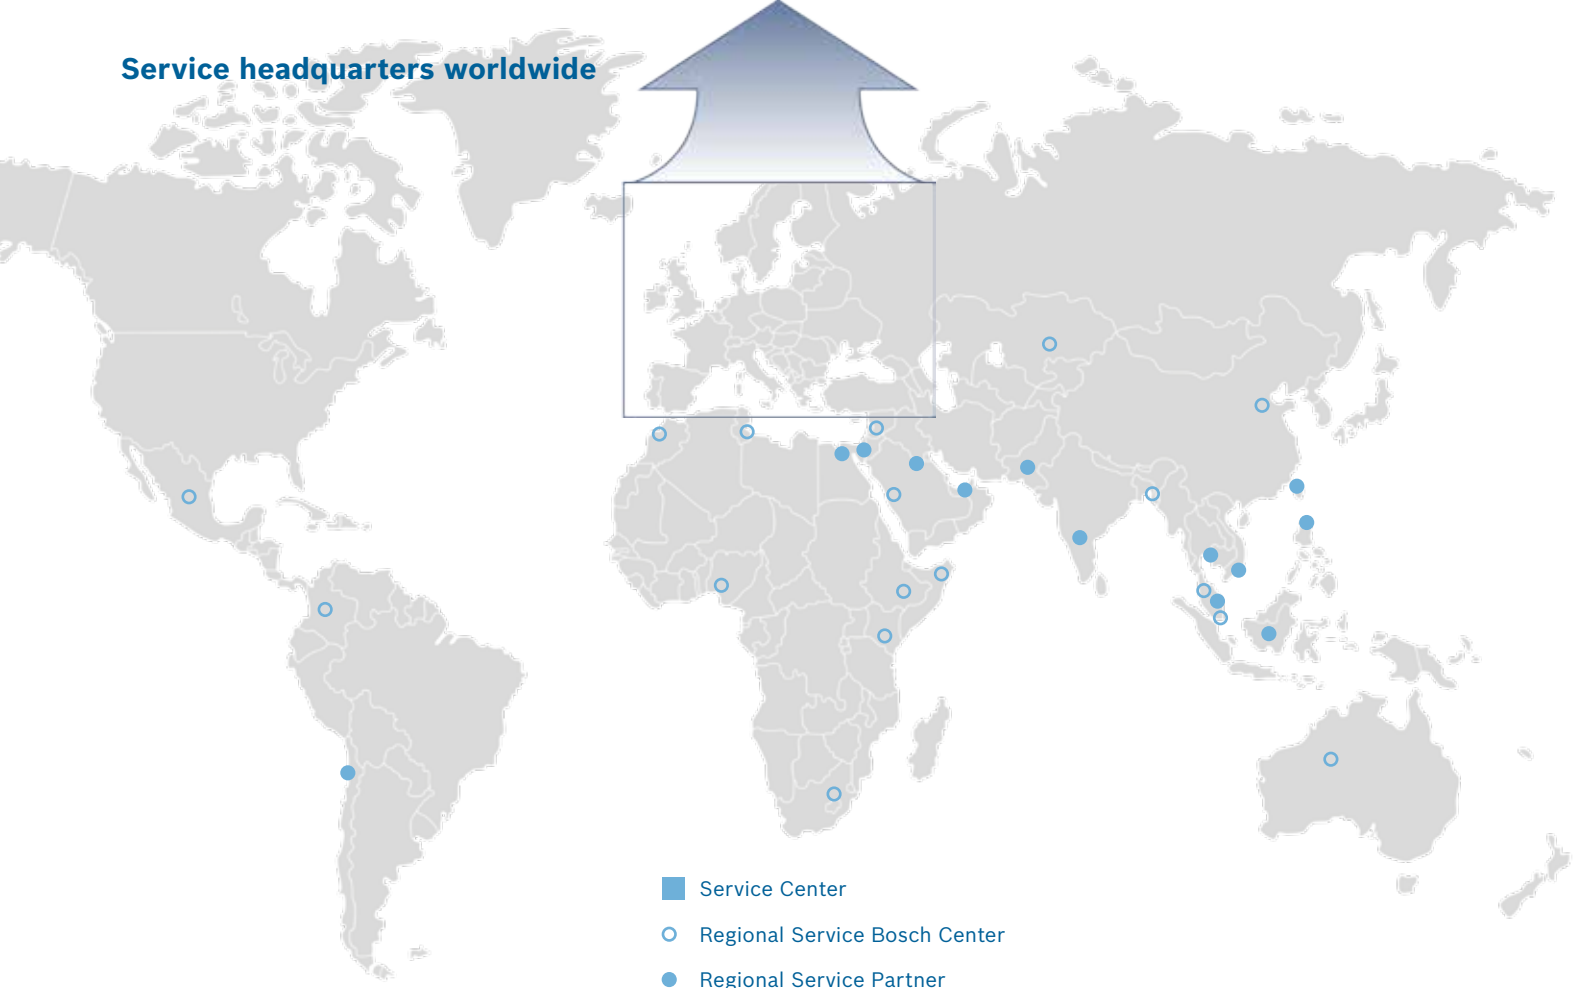 Service headquarters worldwide
Service Center
Regional Service Bosch Center
Regional Service Partner